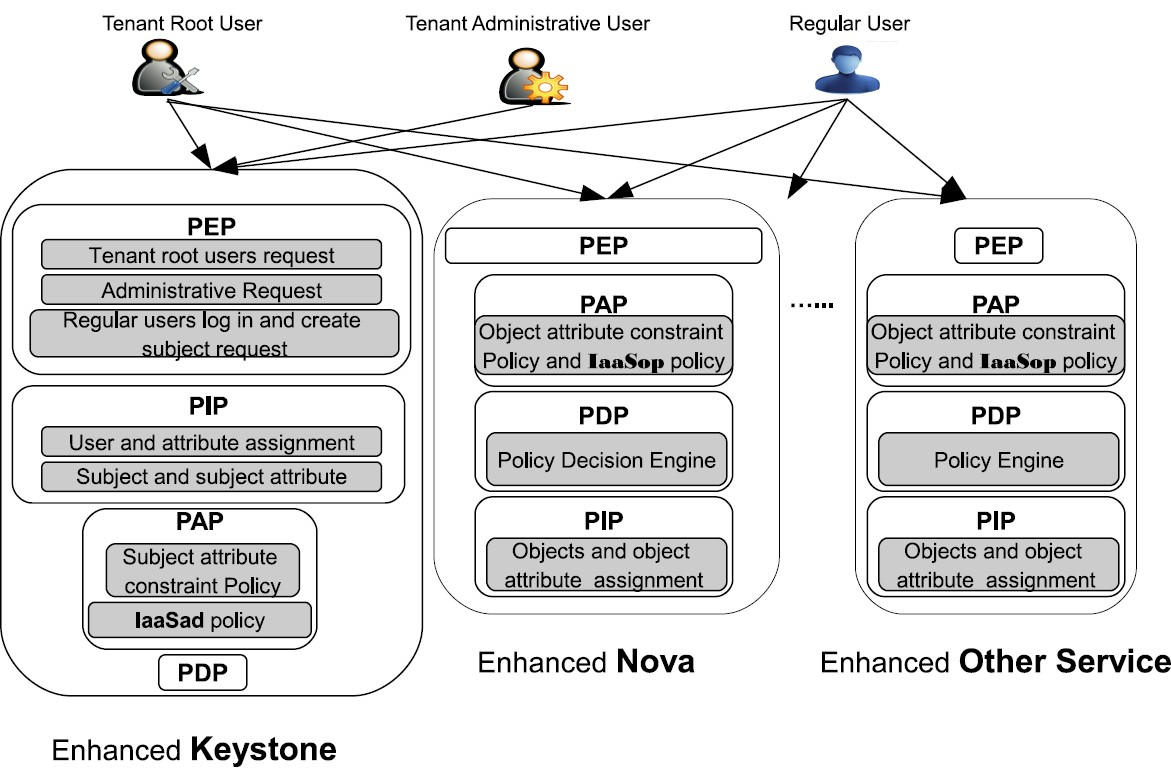 Tenant Root User
Tenant Administrative User
Regular User
PEP
Tenant root users request
Administrative Request
Regular users log in and create
subject request
PIP
User and attribute assignment
Subject and subject attribute
PAP
Subject attribute
constraint Policy
IaaSad policy
PDP
Enhanced Keystone
PEP
PAP
Object attribute constraint
Policy and IaaSop policy
PDP
Policy Decision Engine
PIP
Objects and object
attribute assignment
Enhanced Nova
......
PEP
PAP
Object attribute constraint
Policy and IaaSop policy
PDP
Policy Engine
PIP
Objects and object
attribute assignment
Enhanced Other Service